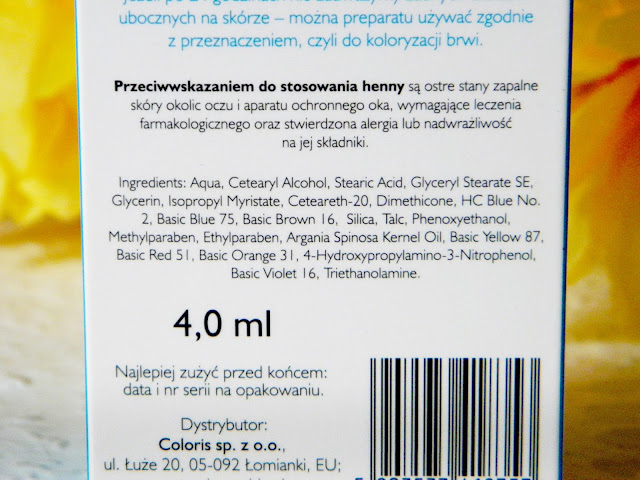 ubocznych na skórze – można preparatu używać zgodnie
z przeznaczeniem, czyli do koloryzacji brwi.
Przeciwwskazaniem do stosowania henny są ostre stany zapalne
skóry okolic oczu i aparatu ochronnego oka, wymagające leczenia
farmakologicznego oraz stwierdzona alergia lub nadwrażliwość
na jej składniki.
Ingredients: Aqua, Cetearyl Alcohol, Stearic Acid, Glyceryl Stearate SE,
Glycerin, Isopropyl Myristate, Ceteareth-20, Dimethicone, HC Blue No.
2, Basic Blue 75, Basic Brown 16, Silica, Talc, Phenoxyethanol,
Methylparaben, Ethylparaben, Argania Spinosa Kernel Oil, Basic Yellow 87,
Basic Red 51, Basic Orange 31, 4-Hydroxypropylamino-3-Nitrophenol,
Basic Violet 16, Triethanolamine.
4,0 ml
Najlepiej zużyć przed końcem:
data i nr serii na opakowaniu.
Dystrybutor:
Coloris sp. z o.o.,
ul. Łuże 20, 05-092 Łomianki, EU;